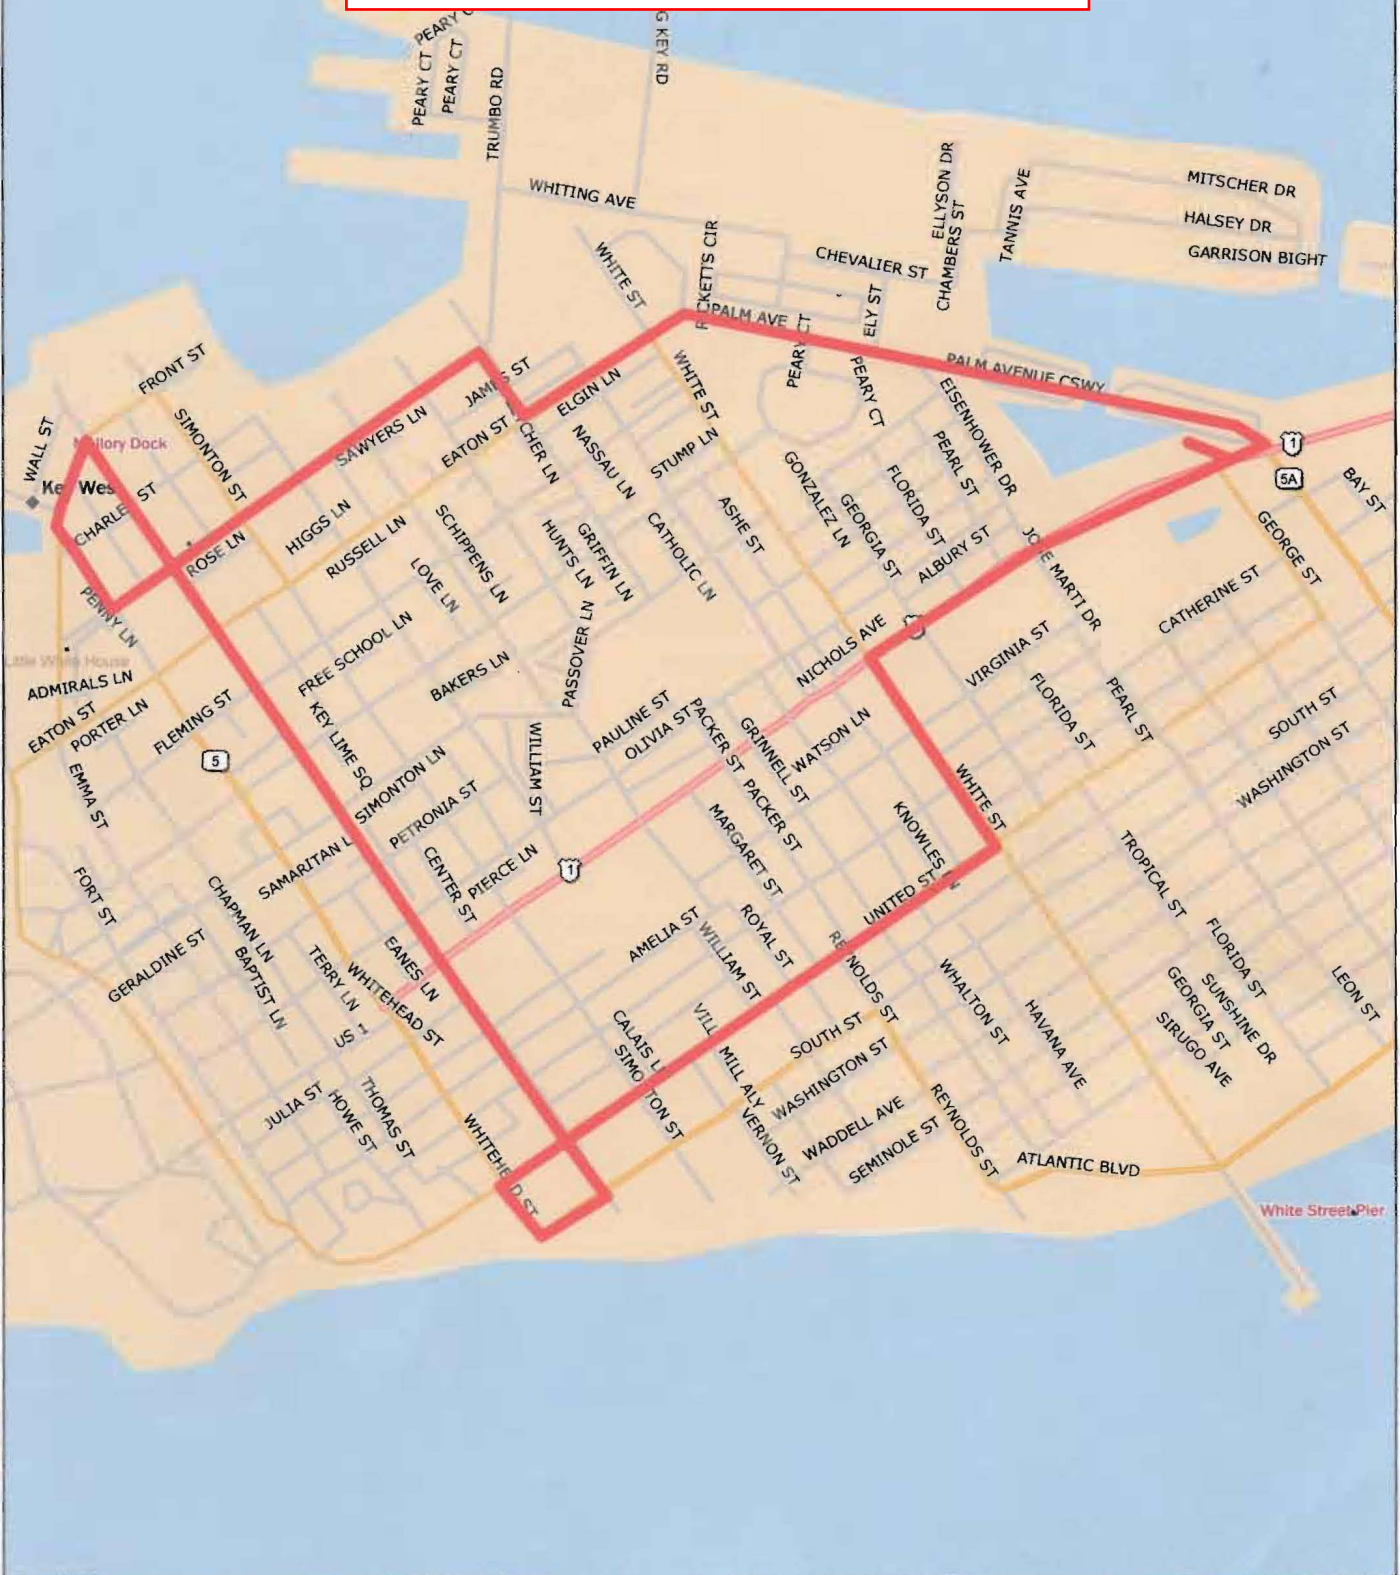 PEARY C
PEARY CT
PEARY CT
TRUMBO RD
G KEY RD
WHITING AVE
WHITE ST
CHEVALIER ST
ELLYSON DR
CHAMBERS ST
TANNIS AVE
MITSCHER DR
HALSEY DR
GARRISON BIGHT
PALM AVE
ELY ST
PEARY CT
PEARY CT
PALM AVENUE CSWY
EISENHOWER DR
1
5A
BAY ST
FRONT ST
WALL ST
Mallory Dock
Key Wes
CHARLE ST
SIMONTON ST
SAWYERS LN
JAMES ST
EATON ST
ELGIN LN
WHITE ST
NASSAU LN
STUMP LN
PEARL ST
FLORIDA ST
GONZALEZ LN
GEORGIA ST
ALBURY ST
ASHE ST
CATHOLIC LN
GRIFFIN LN
HUNTS LN
SCHIPPENS LN
LOVE LN
RUSSELL LN
HIGGS LN
ROSE LN
PENNY LN
Little White House
ADMIRALS LN
EATON ST
PORTER LN
FLEMING ST
5
FREE SCHOOL LN
BAKERS LN
PASSOVER LN
KEY LIME SQ
SIMONTON LN
WILLIAM ST
PAULINE ST
OLIVIA ST
PACKER ST
GRINNELL ST
WATSON LN
NICHOLS AVE
VIRGINIA ST
JOSE MARTI DR
CATHERINE ST
GEORGE ST
FLORIDA ST
PEARL ST
SOUTH ST
WASHINGTON ST
WHITE ST
KNOWLES LN
PACKER ST
MARGARET ST
PETRONIA ST
PIERCE LN
CENTER ST
1
SAMARITAN L
EMMA ST
FORT ST
GERALDINE ST
CHAPMAN LN
BAPTIST LN
TERRY LN
EANES LN
WHITEHEAD ST
US 1
AMELIA ST
WILLIAM ST
ROYAL ST
UNITED ST
REYNOLDS ST
WHALTON ST
HAVANA AVE
TROPICAL ST
FLORIDA ST
SUNSHINE DR
GEORGIA ST
SIRUGO AVE
LEON ST
JULIA ST
HOWE ST
THOMAS ST
WHITEHEAD ST
CALAIS L
SIMONTON ST
VILL MILL ALY
VERNON ST
SOUTH ST
WASHINGTON ST
WADDELL AVE
SEMINOLE ST
REYNOLDS ST
ATLANTIC BLVD
White Street Pier